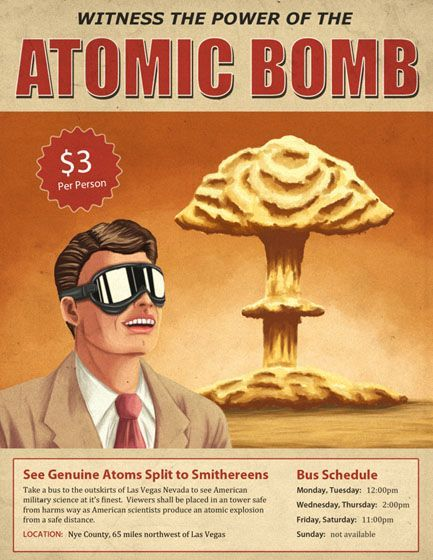 WITNESS THE POWER OF THE
ATOMIC BOMB
$3
Per Person
See Genuine Atoms Split to Smithereens
Take a bus to the outskirts of Las Vegas Nevada to see American
military science at it's finest. Viewers shall be placed in an tower safe
from harms way as American scientists produce an atomic explosion
from a safe distance.
LOCATION: Nye County, 65 miles northwest of Las Vegas
Bus Schedule
Monday, Tuesday: 12:00pm
Wednesday, Thursday: 2:00pm
Friday, Saturday: 11:00pm
Sunday: not available